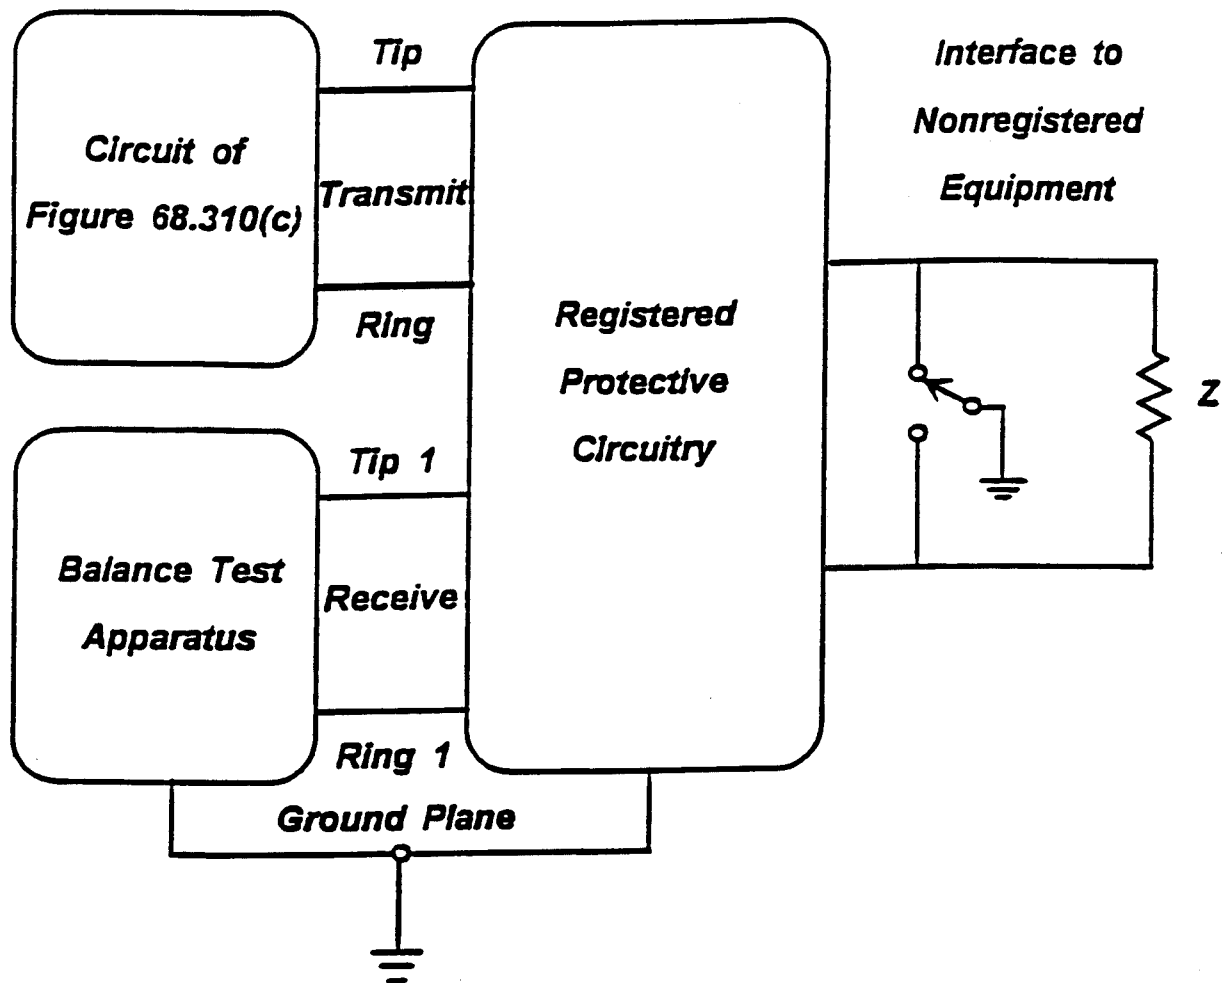 Tip
Circuit of
Figure 68.310(c)
Transmit
Ring
Interface to
Nonregistered
Equipment
Registered
Protective
Circuitry
Z
Tip 1
Balance Test
Apparatus
Receive
Ring 1
Ground Plane